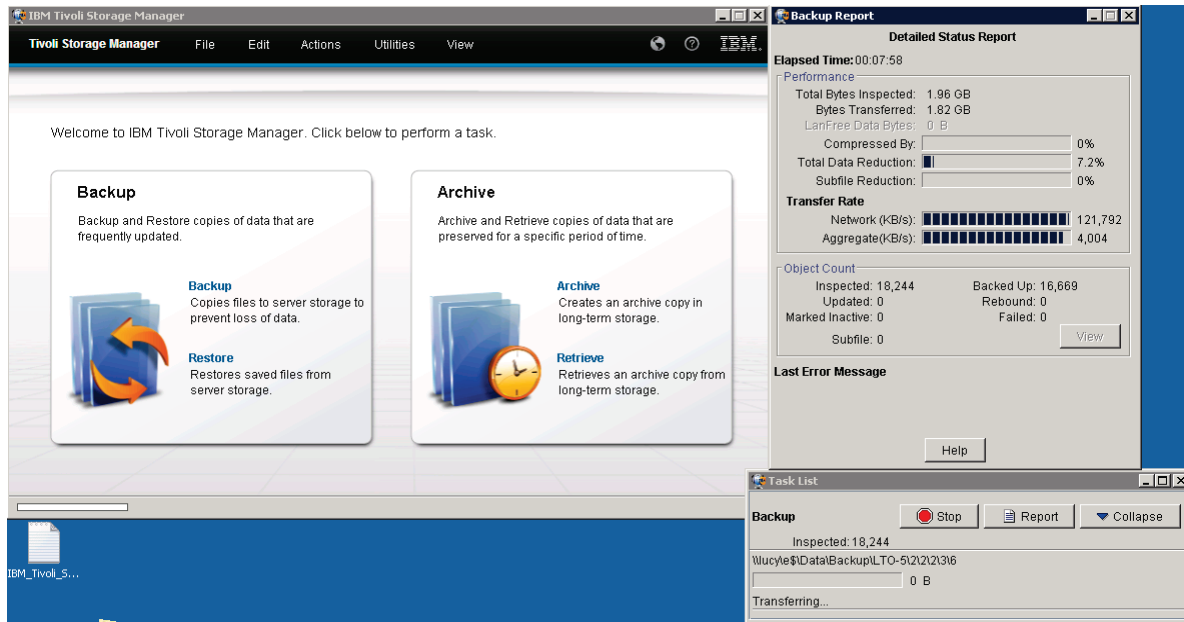 IBM Tivoli Storage Manager
Tivoli Storage Manager File Edit Actions Utilities View IBM.
Welcome to IBM Tivoli Storage Manager. Click below to perform a task.
Backup
Backup and Restore copies of data that are
frequently updated.
Backup
Copies files to server storage to
prevent loss of data.
Restore
Restores saved files from
server storage.
Archive
Archive and Retrieve copies of data that are
preserved for a specific period of time.
Archive
Creates an archive copy in
long-term storage.
Retrieve
Retrieves an archive copy from
long-term storage.
IBM_Tivoli_S...
Backup Report
Detailed Status Report
Elapsed Time: 00:07:58
Performance
Total Bytes Inspected: 1.96 GB
Bytes Transferred: 1.82 GB
LanFree Data Bytes: 0 B
Compressed By: 0%
Total Data Reduction: 7.2%
Subfile Reduction: 0%
Transfer Rate
Network (KB/s): 121,792
Aggregate(KB/s): 4,004
Object Count
Inspected: 18,244 Backed Up: 16,669
Updated: 0 Rebound: 0
Marked Inactive: 0 Failed: 0
Subfile: 0 View
Last Error Message
Help
Task List
Backup Stop Report Collapse
Inspected: 18,244
\\lucy\e$\Data\Backup\LTO-5\2\2\2\3\6
0 B
Transferring...